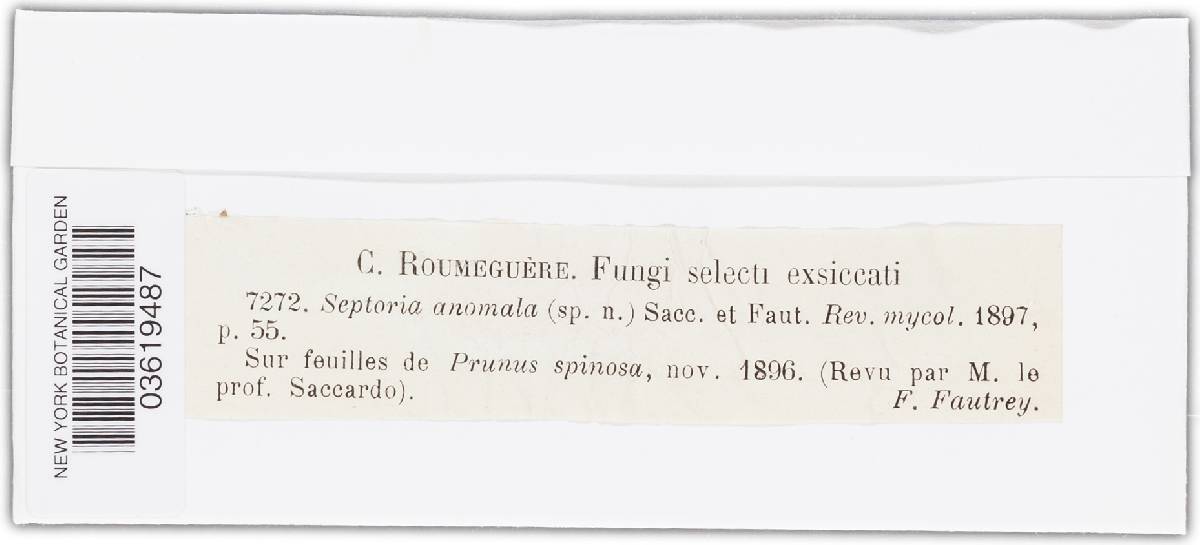 C. ROUMEGUÈRE. Fungi selecti exsiccati
7272. Septoria anomala (sp. n.) Sacc. et Faut. Rev. mycol. 1897,
p. 55.
Sur feuilles de Prunus spinosa, nov. 1896. (Revu par M. le
prof. Saccardo).
F. Fautrey.
NEW YORK BOTANICAL GARDEN
03619487